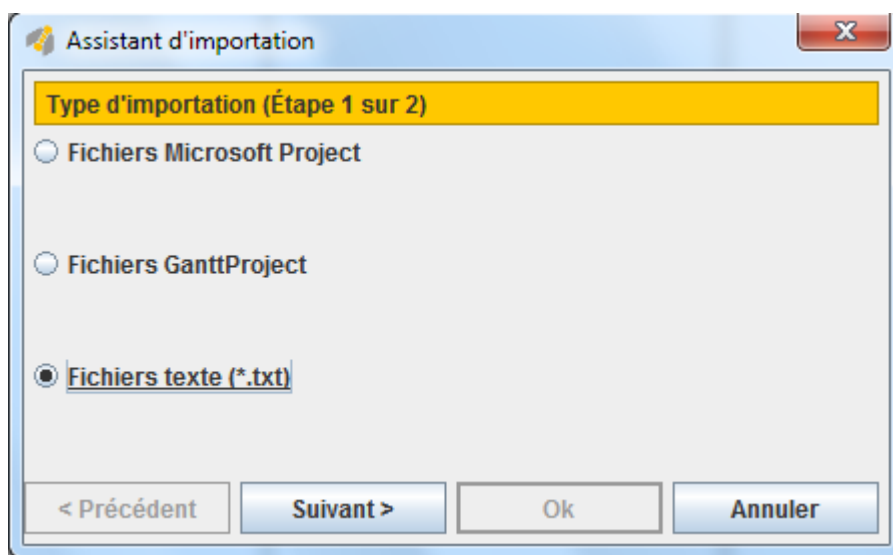 Assistant d'importation
Type d'importation (Étape 1 sur 2)
Fichiers Microsoft Project
Fichiers GanttProject
Fichiers texte (*.txt)
< Précédent Suivant > Ok Annuler